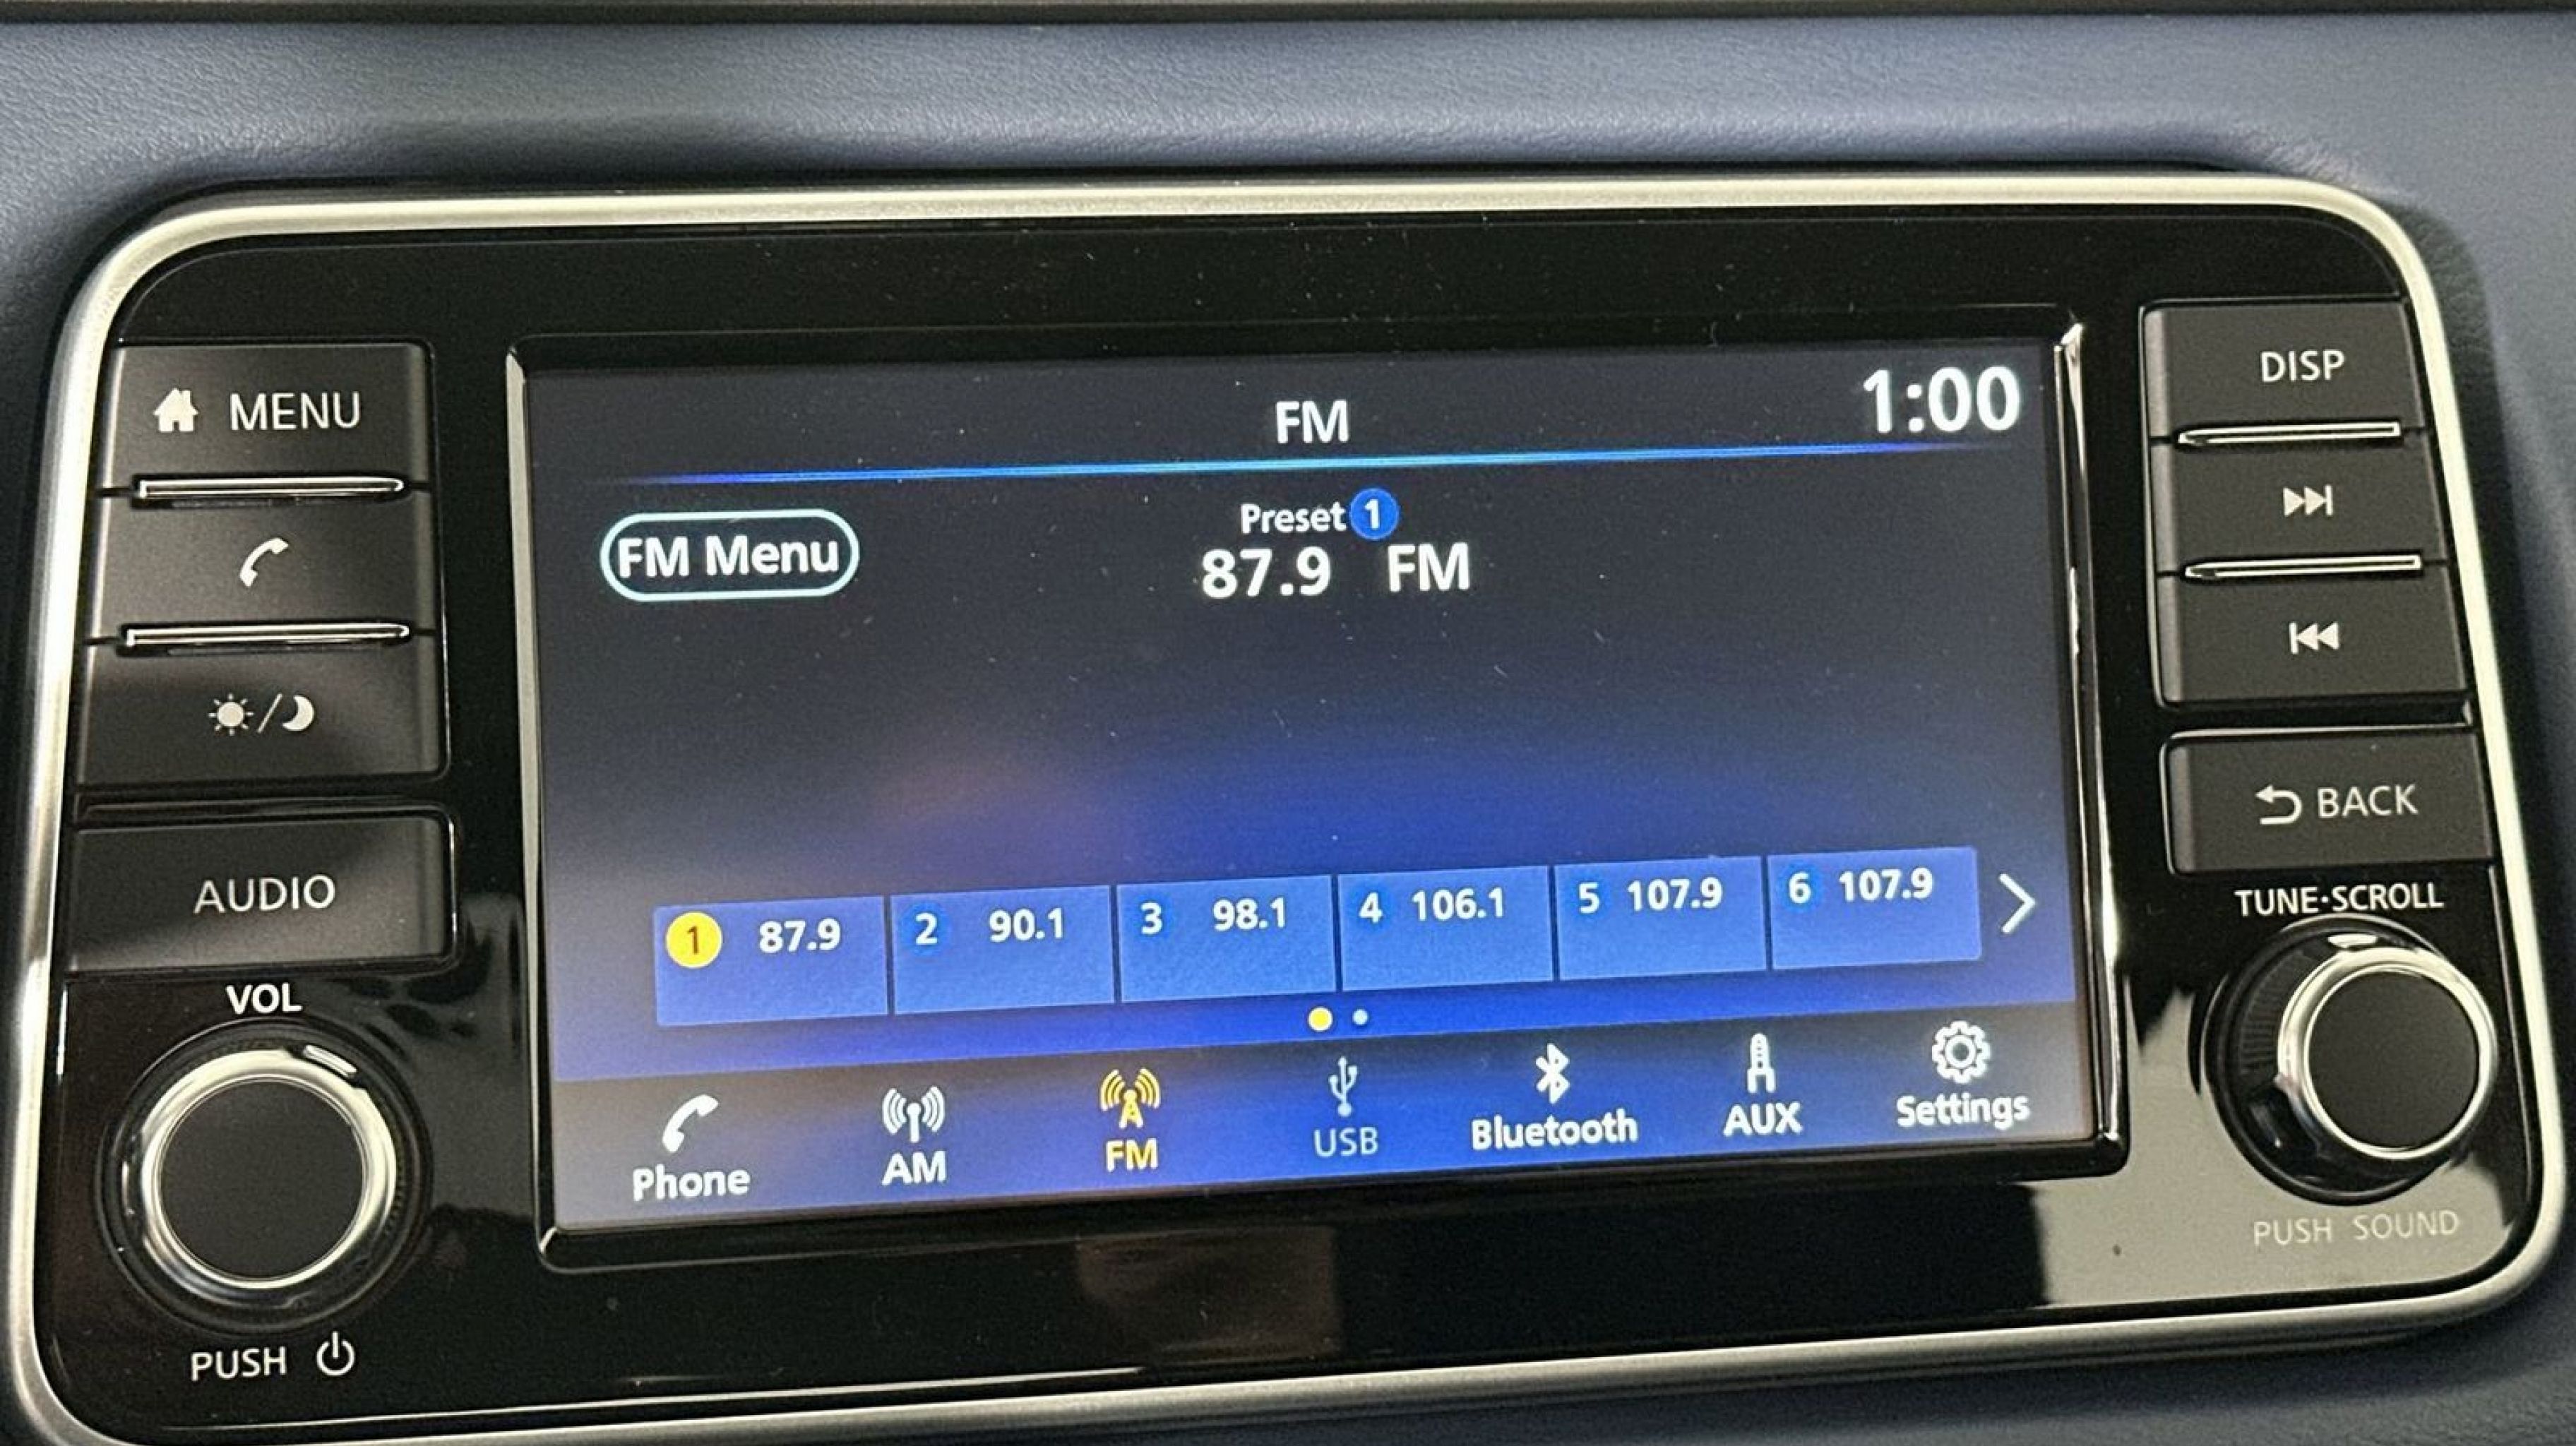 MENU
AUDIO
VOL
PUSH
FM
1:00
FM Menu
Preset 1
87.9 FM
1 87.9 2 90.1 3 98.1 4 106.1 5 107.9 6 107.9
Phone AM FM USB Bluetooth AUX Settings
DISP
BACK
TUNE·SCROLL
PUSH SOUND